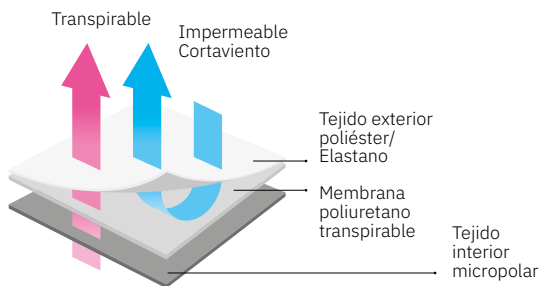 Transpirable
Impermeable
Cortaviento
Tejido exterior
poliéster/
Elastano
Membrana
poliuretano
transpirable
Tejido
interior
micropolar